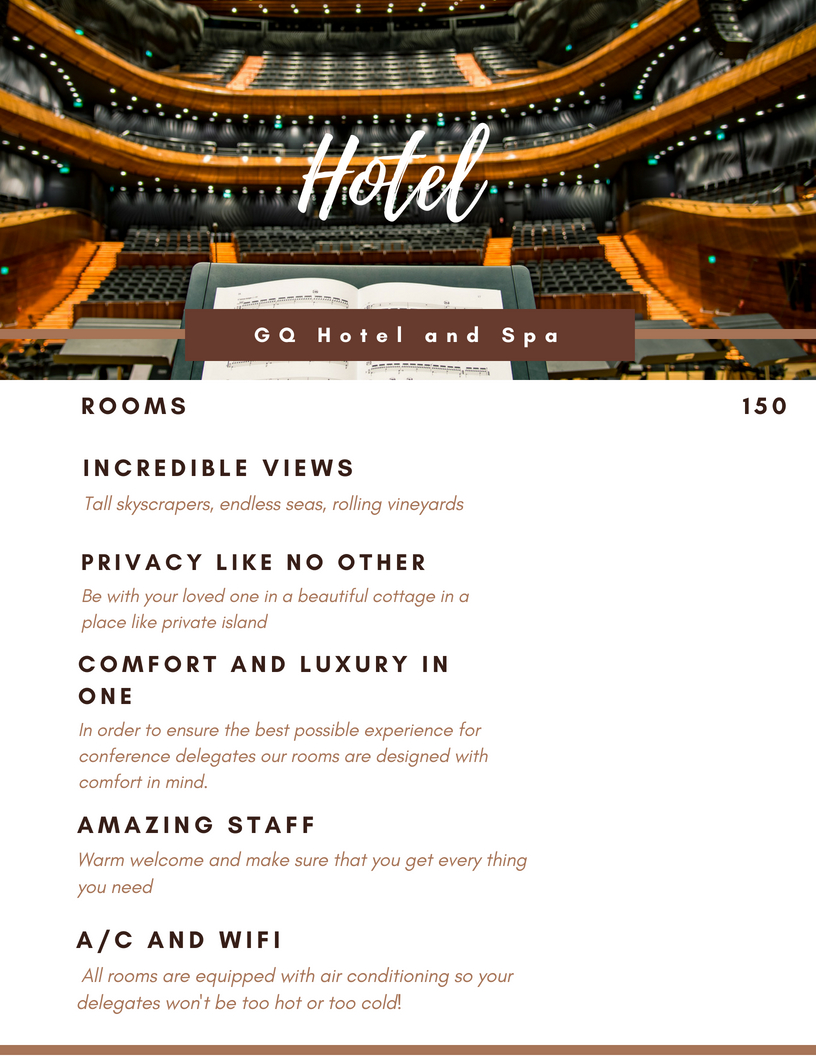 Hotel
GQ Hotel and Spa
ROOMS 150
INCREDIBLE VIEWS
Tall skyscrapers, endless seas, rolling vineyards
PRIVACY LIKE NO OTHER
Be with your loved one in a beautiful cottage in a
place like private island
COMFORT AND LUXURY IN
ONE
In order to ensure the best possible experience for
conference delegates our rooms are designed with
comfort in mind.
AMAZING STAFF
Warm welcome and make sure that you get every thing
you need
A/C AND WIFI
All rooms are equipped with air conditioning so your
delegates won't be too hot or too cold!